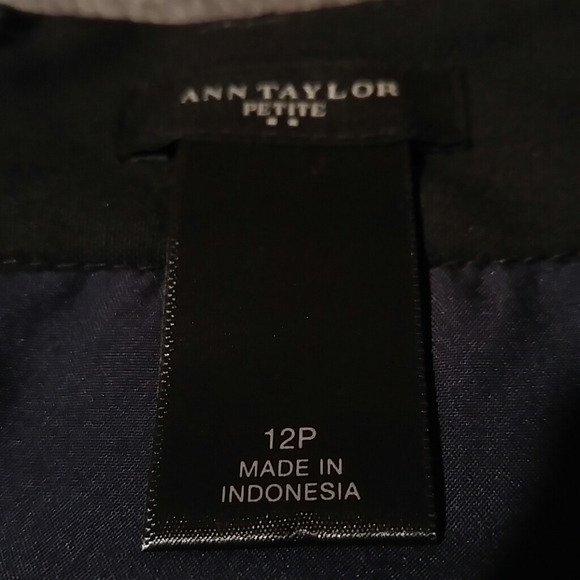 ANN TAYLOR
PETITE
12P
MADE IN
INDONESIA